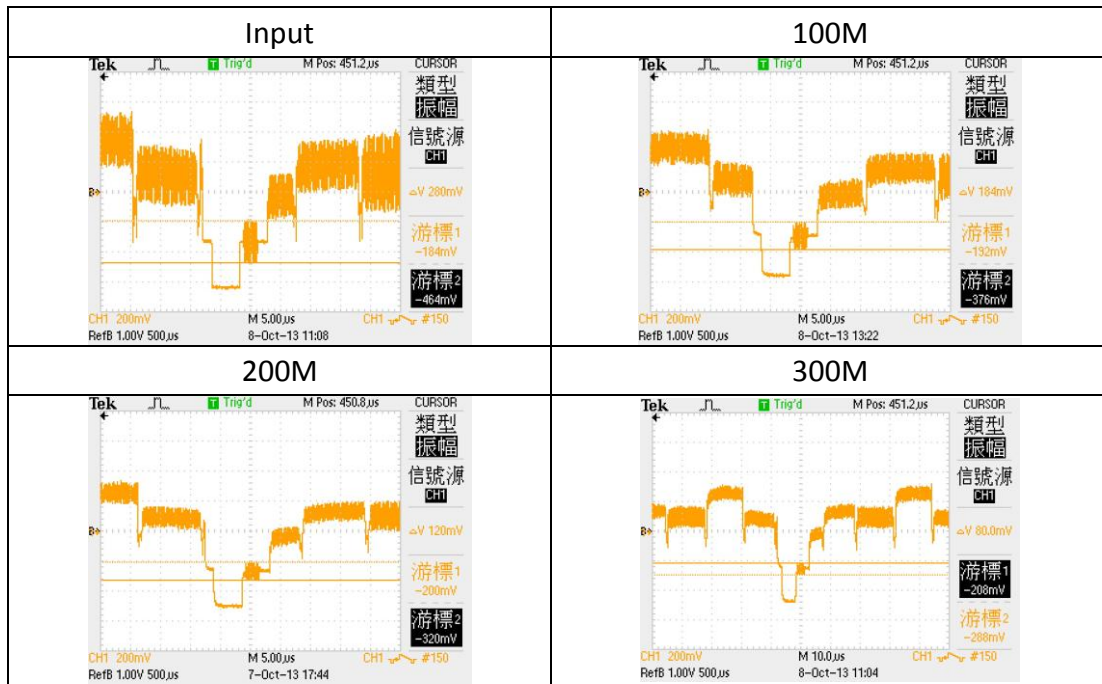 Input
Tek Trig'd M Pos: 451.2µs CURSOR
類型
振幅
信號源
CH1
B
△V 280mV
游標1
-184mV
游標2
-464mV
CH1 200mV M 5.00µs CH1 #150
RefB 1.00V 500µs 8-Oct-13 11:08
100M
Tek Trig'd M Pos: 451.2µs CURSOR
類型
振幅
信號源
CH1
B
△V 184mV
游標1
-192mV
游標2
-376mV
CH1 200mV M 5.00µs CH1 #150
RefB 1.00V 500µs 8-Oct-13 13:22
200M
Tek Trig'd M Pos: 450.8µs CURSOR
類型
振幅
信號源
CH1
B
△V 120mV
游標1
-200mV
游標2
-320mV
CH1 200mV M 5.00µs CH1 #150
RefB 1.00V 500µs 7-Oct-13 17:44
300M
Tek Trig'd M Pos: 451.2µs CURSOR
類型
振幅
信號源
CH1
B
△V 80.0mV
游標1
-208mV
游標2
-288mV
CH1 200mV M 10.0µs CH1 #150
RefB 1.00V 500µs 8-Oct-13 11:04